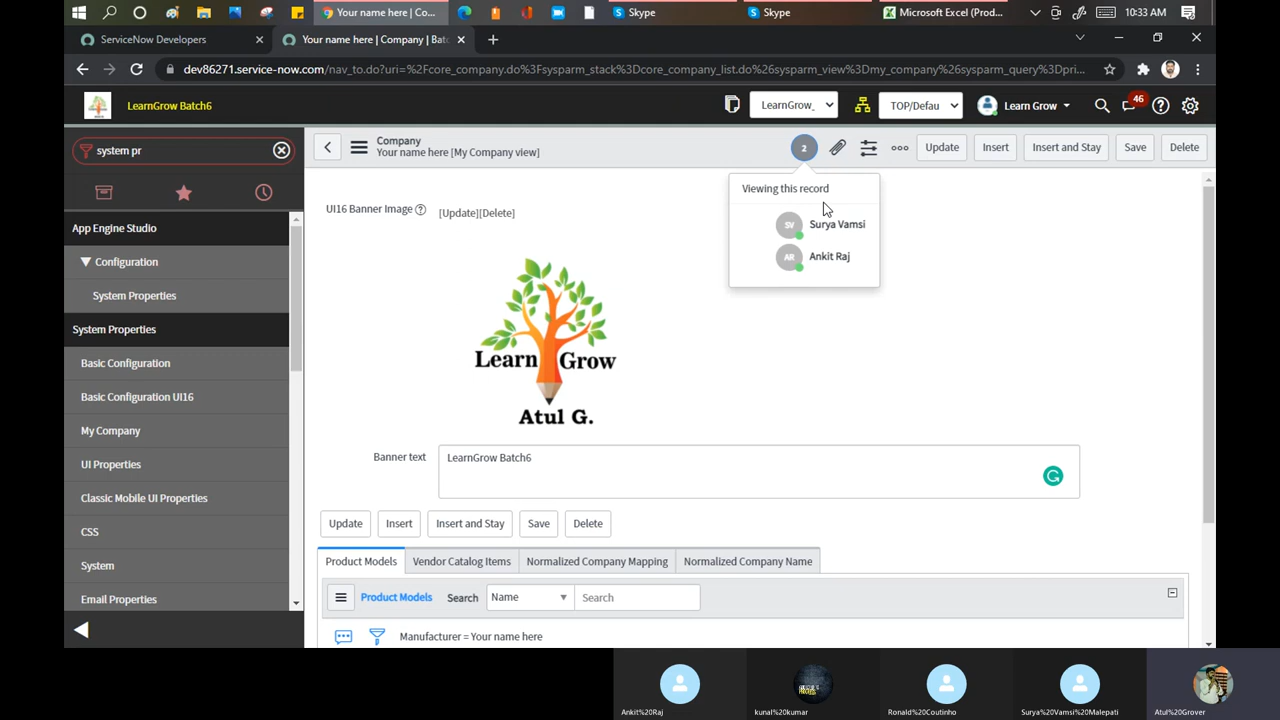 Your name here | Co...
Skype
Skype
Microsoft Excel (Prod...
10:33 AM
ServiceNow Developers
Your name here | Company | Batc
dev86271.service-now.com/nav_to.do?uri=%2Fcore_company.do%3Fsysparm_stack%3Dcore_company_list.do%26sysparm_view%3Dmy_company%26sysparm_query%3Dpri...
LearnGrow Batch6
LearnGrow_
TOP/Defau
Learn Grow
46
system pr
Company
Your name here [My Company view]
2
Update
Insert
Insert and Stay
Save
Delete
Viewing this record
SV
Surya Vamsi
AR
Ankit Raj
App Engine Studio
Configuration
System Properties
System Properties
Basic Configuration
Basic Configuration UI16
My Company
UI Properties
Classic Mobile UI Properties
CSS
System
Email Properties
UI16 Banner Image
[Update][Delete]
Learn Grow
Atul G.
Banner text
LearnGrow Batch6
Update
Insert
Insert and Stay
Save
Delete
Product Models
Vendor Catalog Items
Normalized Company Mapping
Normalized Company Name
Product Models
Search
Name
Search
Manufacturer = Your name here
Ankit%20Raj
kunal%20kumar
Ronald%20Coutinho
Surya%20Vamsi%20Malepati
Atul%20Grover